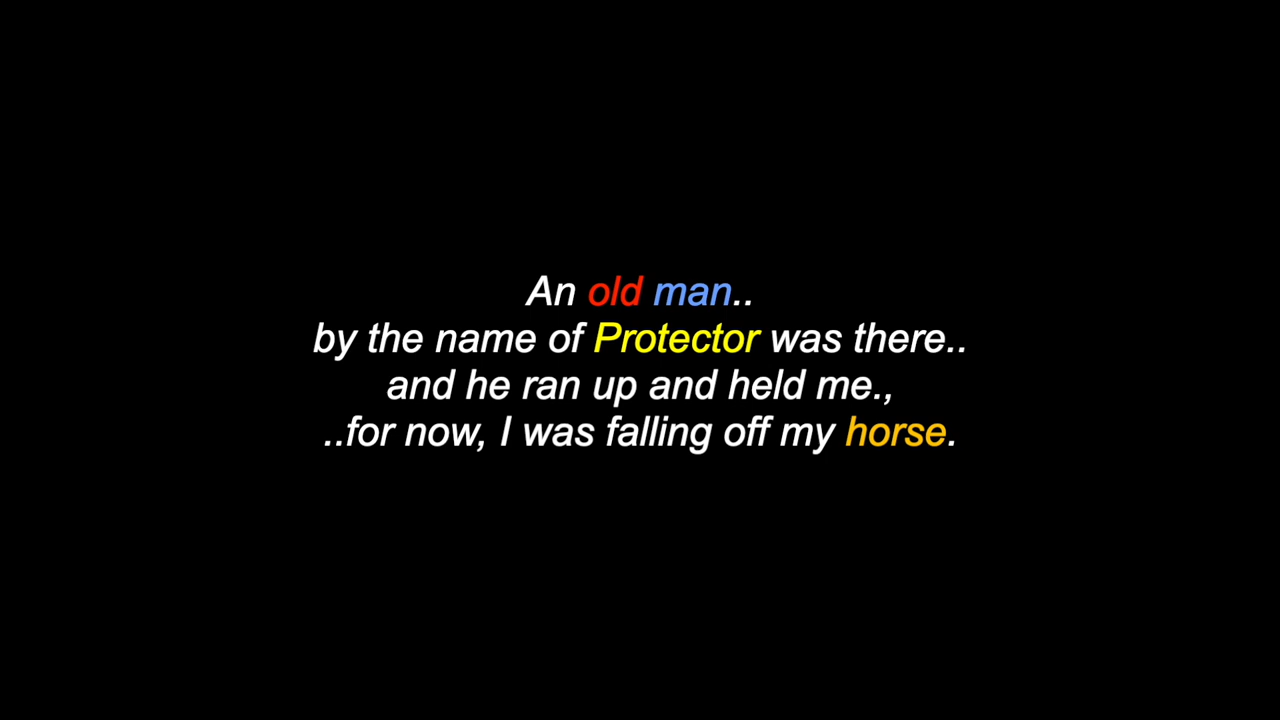 An old man..
by the name of Protector was there..
and he ran up and held me.,
..for now, I was falling off my horse.